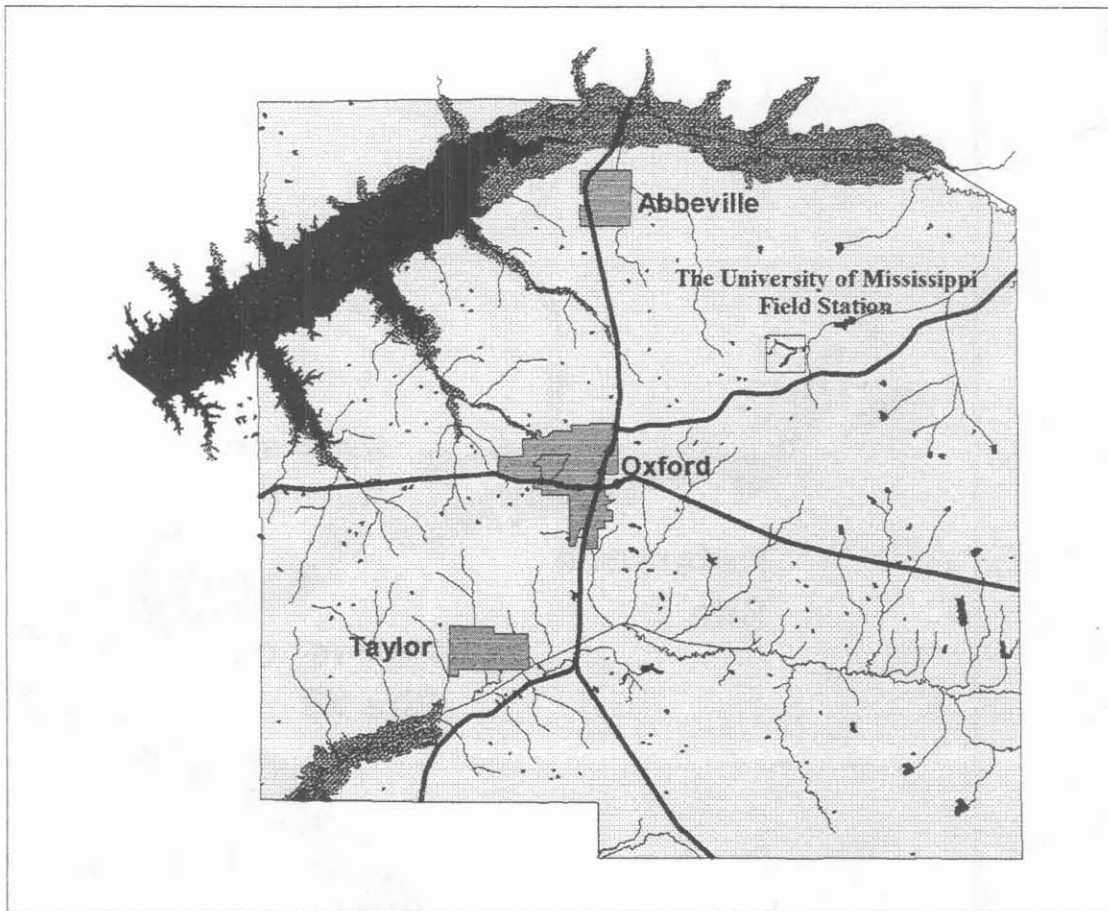 Abbeville
The University of Mississippi
Field Station
Oxford
Taylor